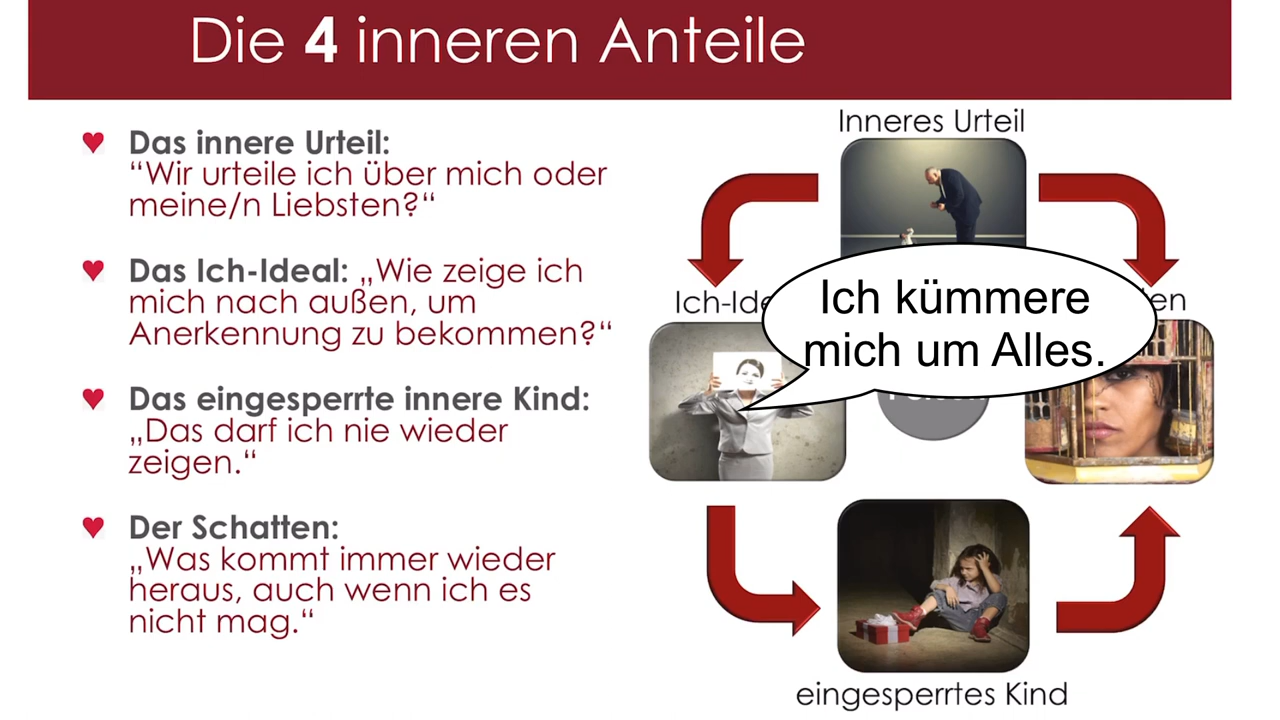 Die 4 inneren Anteile
♥ Das innere Urteil:
“Wir urteile ich über mich oder
meine/n Liebsten?“
♥ Das Ich-Ideal: „Wie zeige ich
mich nach außen, um
Anerkennung zu bekommen?“
♥ Das eingesperrte innere Kind:
„Das darf ich nie wieder
zeigen.“
♥ Der Schatten:
„Was kommt immer wieder
heraus, auch wenn ich es
nicht mag.“
Inneres Urteil
Ich kümmere
mich um Alles.
eingesperrtes Kind